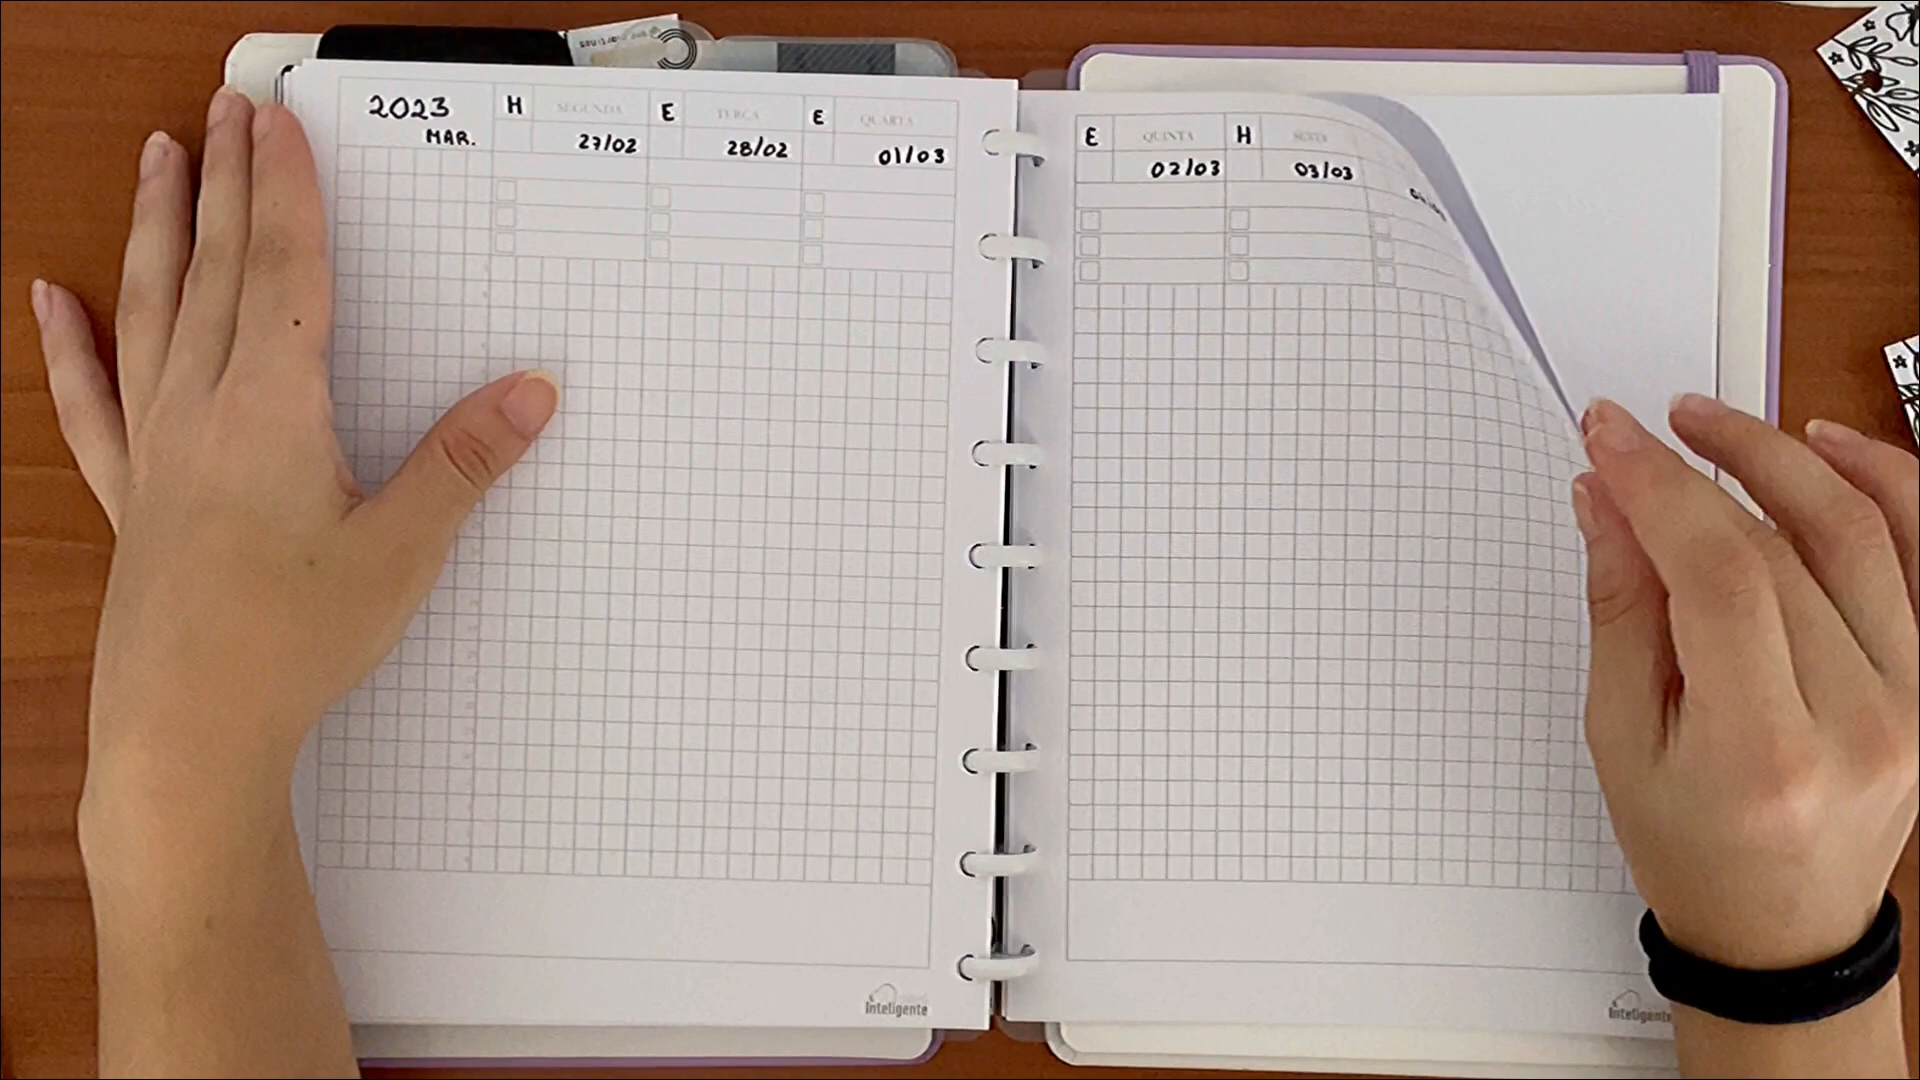 2023
MAR.
H SEGUNDA
27/02
E TERÇA
28/02
E QUARTA
01/03
E QUINTA
02/03
H SEXTA
03/03
Inteligente
Inteligente